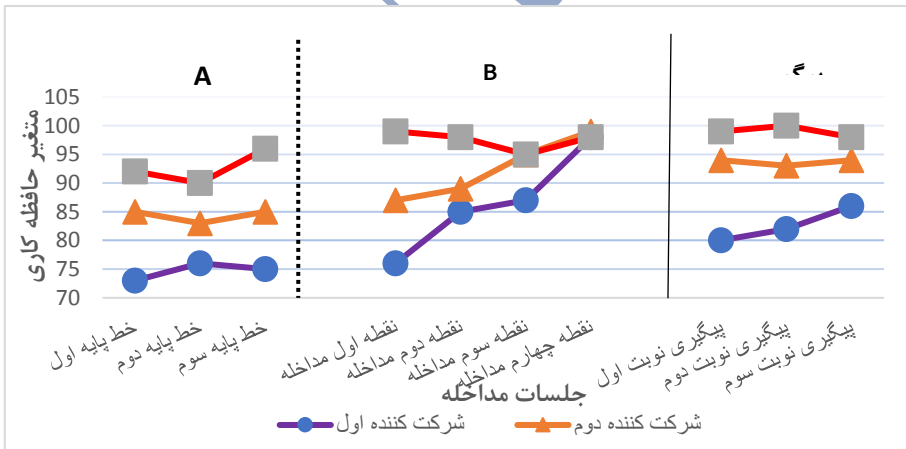 A
B
متغیر حافظه کاری
105
100
95
90
85
80
75
70
خط پایه اول
خط پایه دوم
خط پایه سوم
نقطه اول مداخله
نقطه دوم مداخله
نقطه سوم مداخله
نقطه چهارم مداخله
پیگیری نوبت اول
پیگیری نوبت دوم
پیگیری نوبت سوم
جلسات مداخله
شرکت کننده اول
شرکت کننده دوم